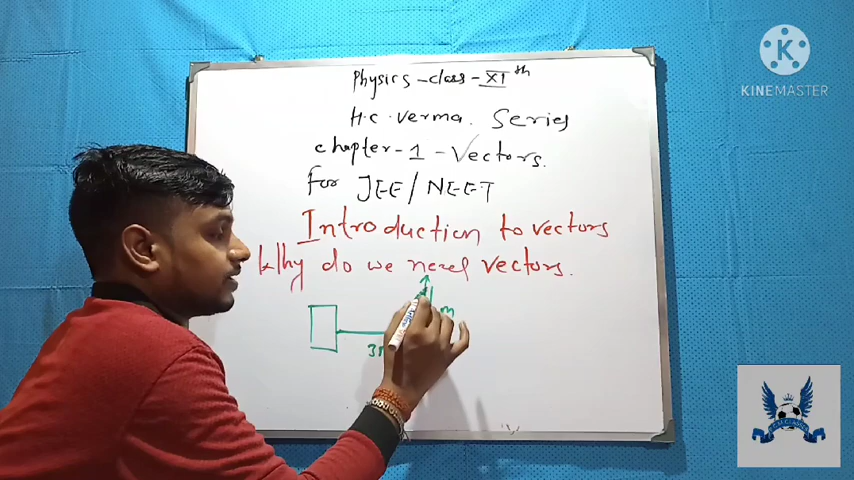 Physics - class - XI th
H.C. Verma. Series
chapter - 1 - Vectors.
For JEE/NEET
Introduction to vectors
Why do we need vectors.
m
3
K
KINEMASTER